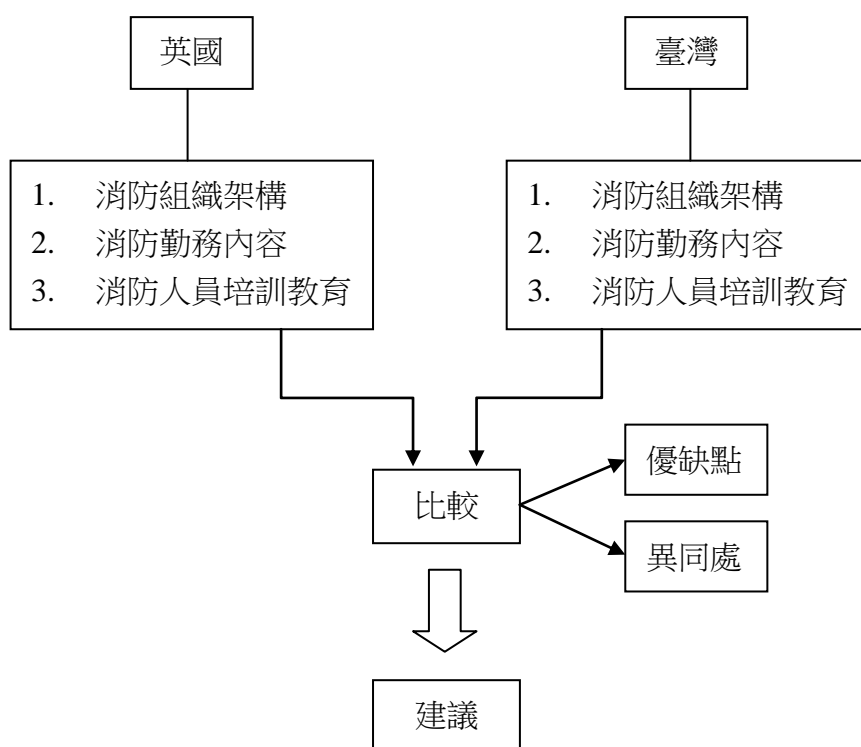 英國
臺灣
1. 消防組織架構
2. 消防勤務內容
3. 消防人員培訓教育
1. 消防組織架構
2. 消防勤務內容
3. 消防人員培訓教育
比較
優缺點
異同處
建議